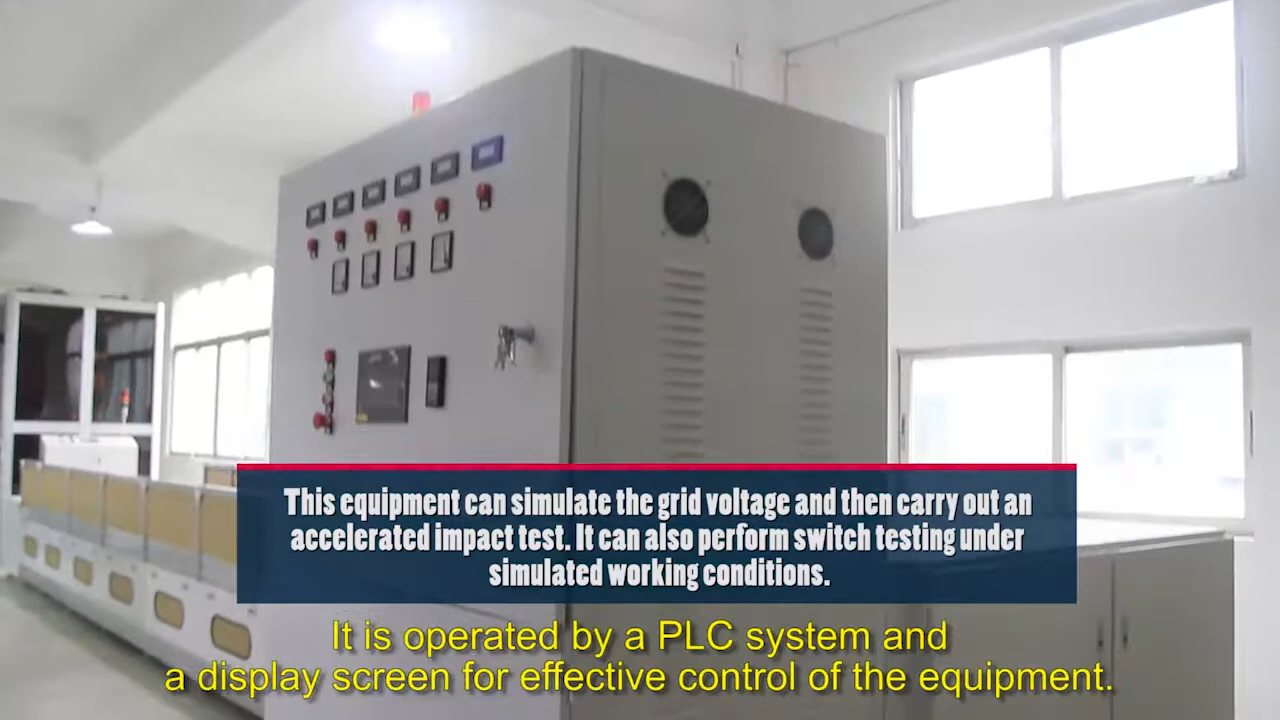 This equipment can simulate the grid voltage and then carry out an
accelerated impact test. It can also perform switch testing under
simulated working conditions.
It is operated by a PLC system and
a display screen for effective control of the equipment.